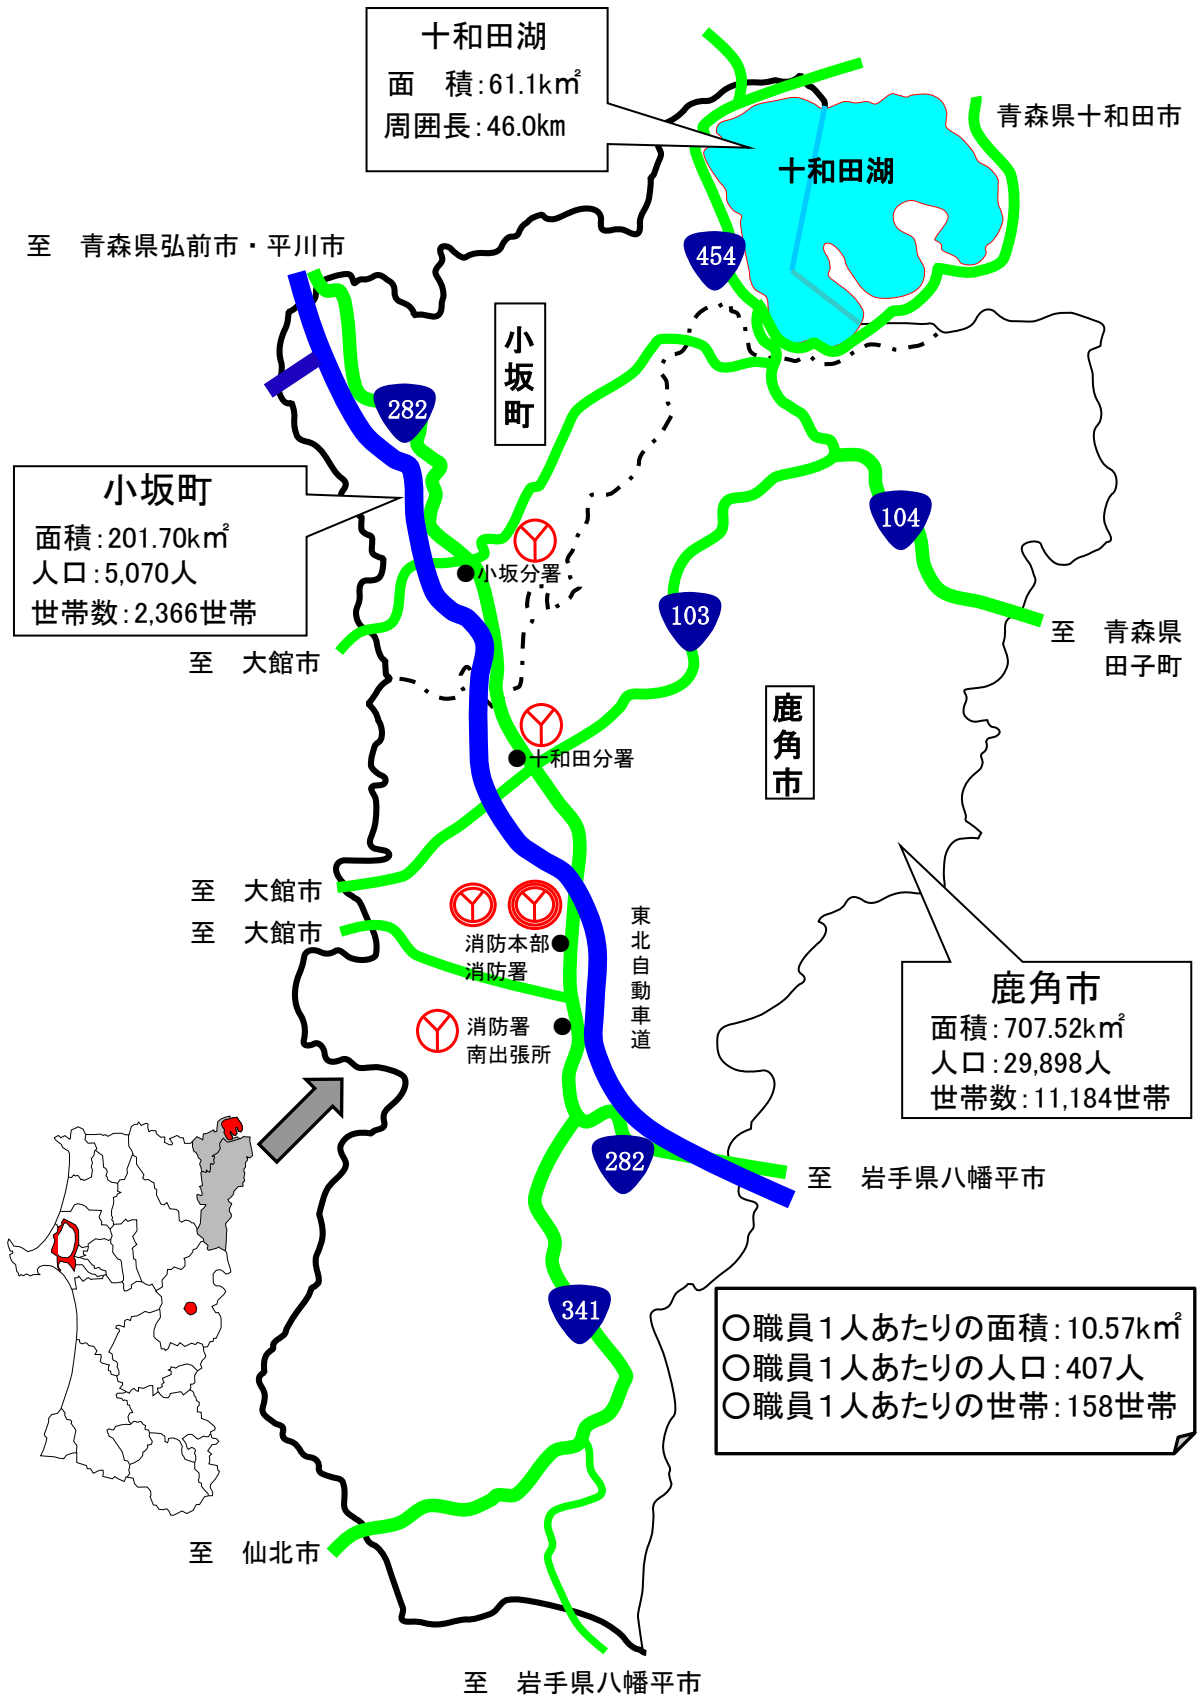 十和田湖
面　積：61.1k㎡
周囲長：46.0km
青森県十和田市
十和田湖
至　青森県弘前市・平川市
454
小坂町
282
小坂町
面積：201.70k㎡
人口：5,070人
世帯数：2,366世帯
104
小坂分署
103
至　青森県
田子町
至　大館市
鹿角市
十和田分署
至　大館市
至　大館市
東北自動車道
消防本部
消防署
消防署
南出張所
鹿角市
面積：707.52k㎡
人口：29,898人
世帯数：11,184世帯
282
至　岩手県八幡平市
341
〇職員１人あたりの面積：10.57k㎡
〇職員１人あたりの人口：407人
〇職員１人あたりの世帯：158世帯
至　仙北市
至　岩手県八幡平市